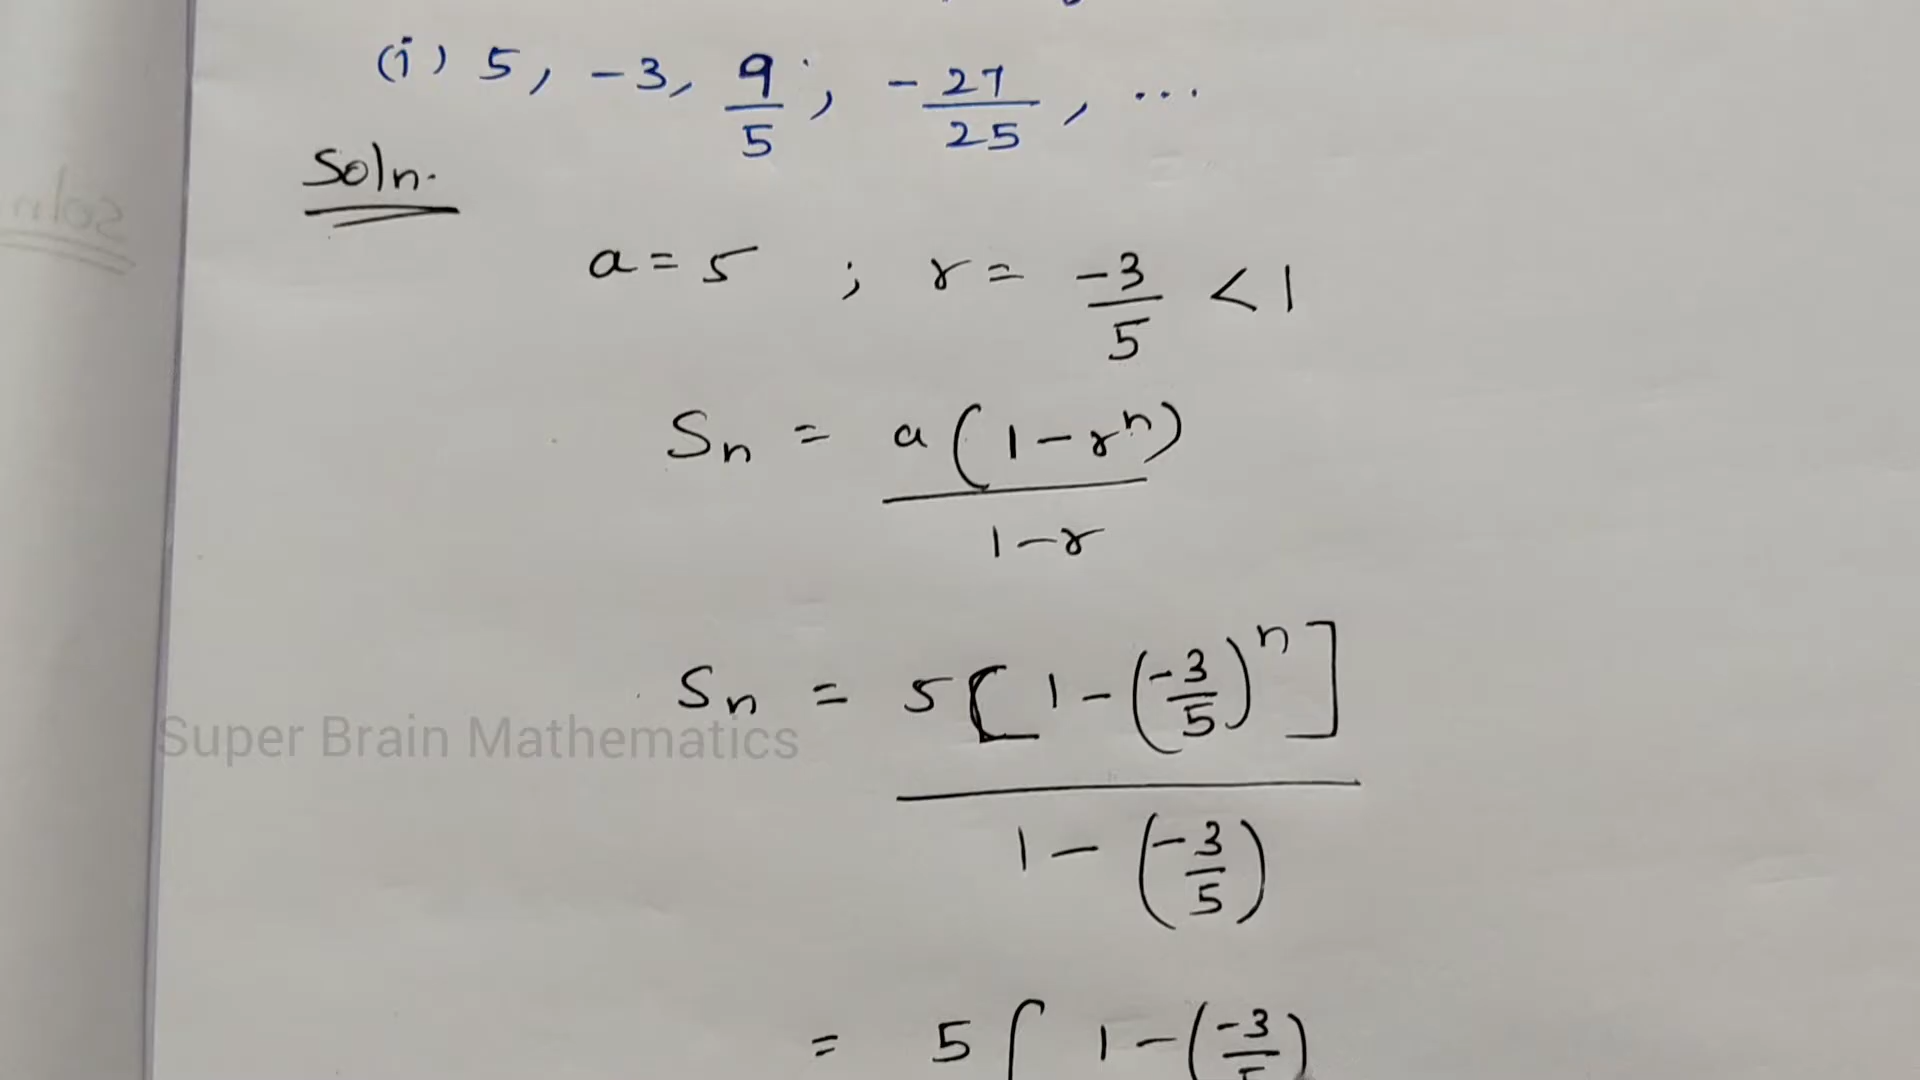 (i) 5, -3, 9/5, -27/25, ...
Soln.
a = 5 ; r = -3/5 < 1
Sn = a(1-r^n)/1-r
Sn = 5[1-(-3/5)^n]/1-(-3/5)
Super Brain Mathematics
= 5[1-(-3/5)